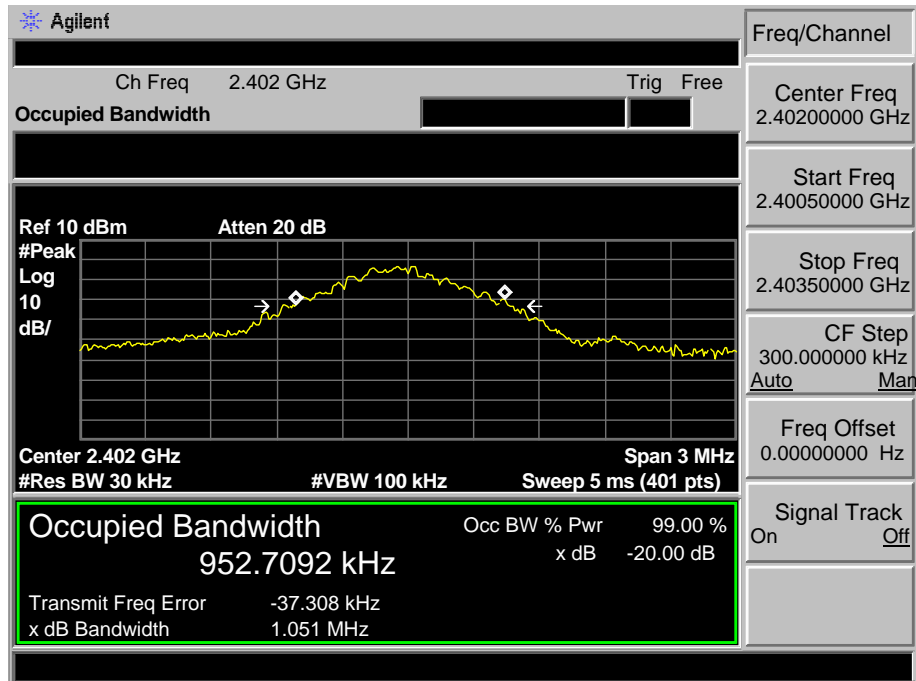 Agilent
Freq/Channel
Ch Freq 2.402 GHz Trig Free
Occupied Bandwidth
Center Freq
2.40200000 GHz
Start Freq
2.40050000 GHz
Stop Freq
2.40350000 GHz
CF Step
300.000000 kHz
Auto Man
Freq Offset
0.00000000 Hz
Signal Track
On Off
Ref 10 dBm Atten 20 dB
#Peak
Log
10
dB/
Center 2.402 GHz Span 3 MHz
#Res BW 30 kHz #VBW 100 kHz Sweep 5 ms (401 pts)
Occupied Bandwidth Occ BW % Pwr 99.00 %
952.7092 kHz x dB -20.00 dB
Transmit Freq Error -37.308 kHz
x dB Bandwidth 1.051 MHz